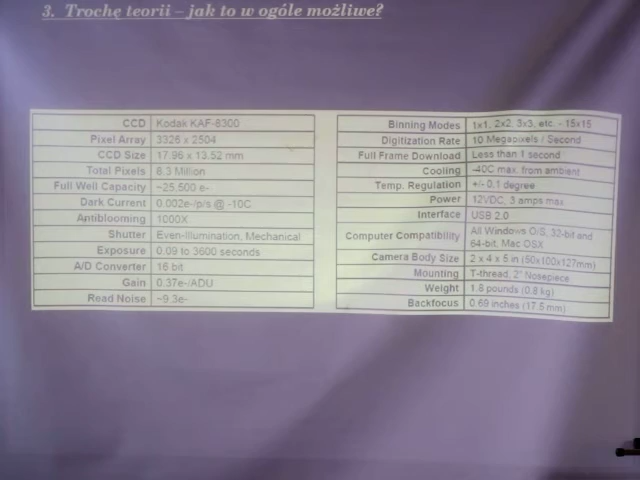 3. Trochę teorii – jak to w ogóle możliwe?
CCD Kodak KAF-8300
Pixel Array 3326 x 2504
CCD Size 17.96 x 13.52 mm
Total Pixels 8.3 Million
Full Well Capacity ~25,500 e-
Dark Current 0.002e-/p/s @ -10C
Antiblooming 1000X
Shutter Even-Illumination, Mechanical
Exposure 0.09 to 3600 seconds
A/D Converter 16 bit
Gain 0.37e-/ADU
Read Noise ~9.3e-
Binning Modes 1x1, 2x2, 3x3, etc. - 15x15
Digitization Rate 10 Megapixels / Second
Full Frame Download Less than 1 second
Cooling -40C max. from ambient
Temp. Regulation +/- 0.1 degree
Power 12VDC, 3 amps max
Interface USB 2.0
Computer Compatibility All Windows O/S, 32-bit and
64-bit, Mac OSX
Camera Body Size 2 x 4 x 5 in (50x100x127mm)
Mounting T-thread, 2" Nosepiece
Weight 1.8 pounds (0.8 kg)
Backfocus 0.69 inches (17.5 mm)